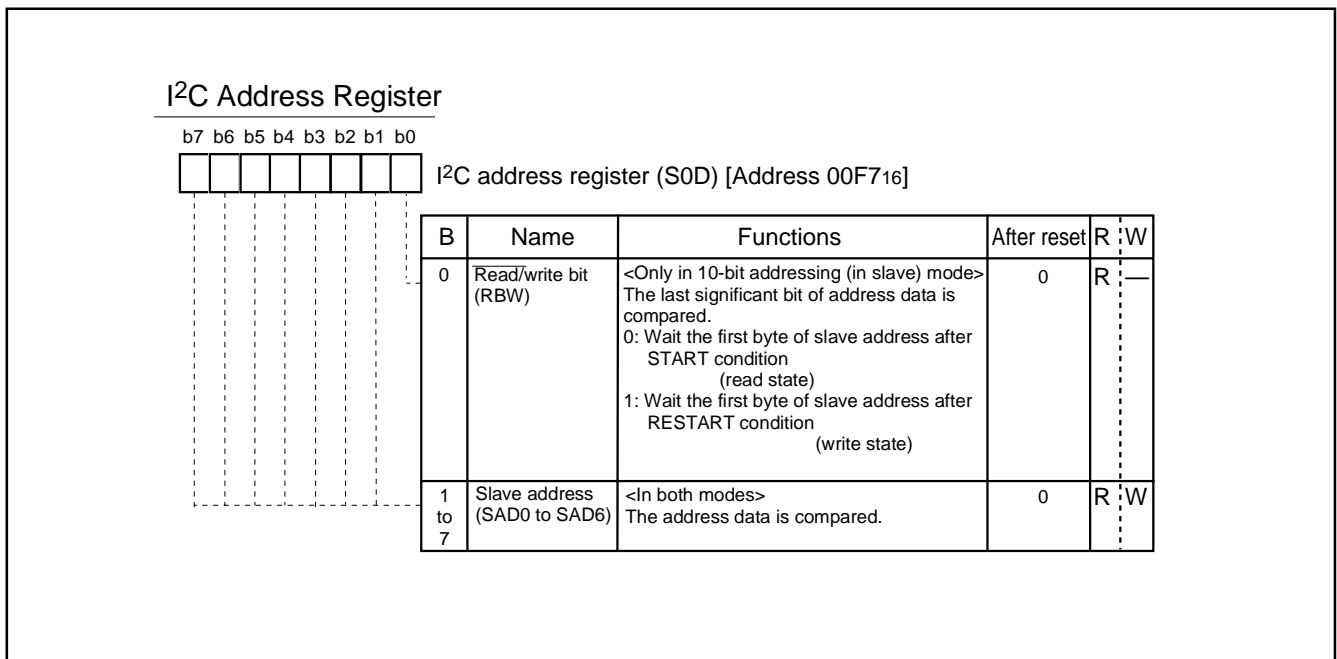 I2C Address Register
b7 b6 b5 b4 b3 b2 b1 b0
I2C address register (S0D) [Address 00F716]
B Name Functions After reset R W
0 Read/write bit (RBW) <Only in 10-bit addressing (in slave) mode> 0 R —
The last significant bit of address data is
compared.
0: Wait the first byte of slave address after
START condition
(read state)
1: Wait the first byte of slave address after
RESTART condition
(write state)
1 to 7 Slave address (SAD0 to SAD6) <In both modes> 0 R W
The address data is compared.